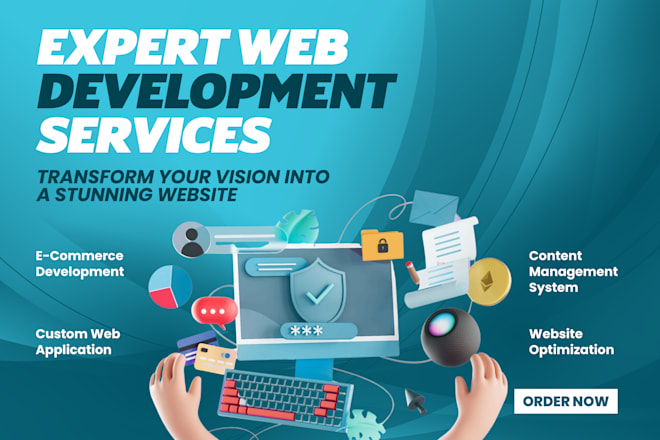 EXPERT WEB
DEVELOPMENT
SERVICES
TRANSFORM YOUR VISION INTO
A STUNNING WEBSITE
E-Commerce
Development
Custom Web
Application
Content
Management
System
Website
Optimization
***
ORDER NOW